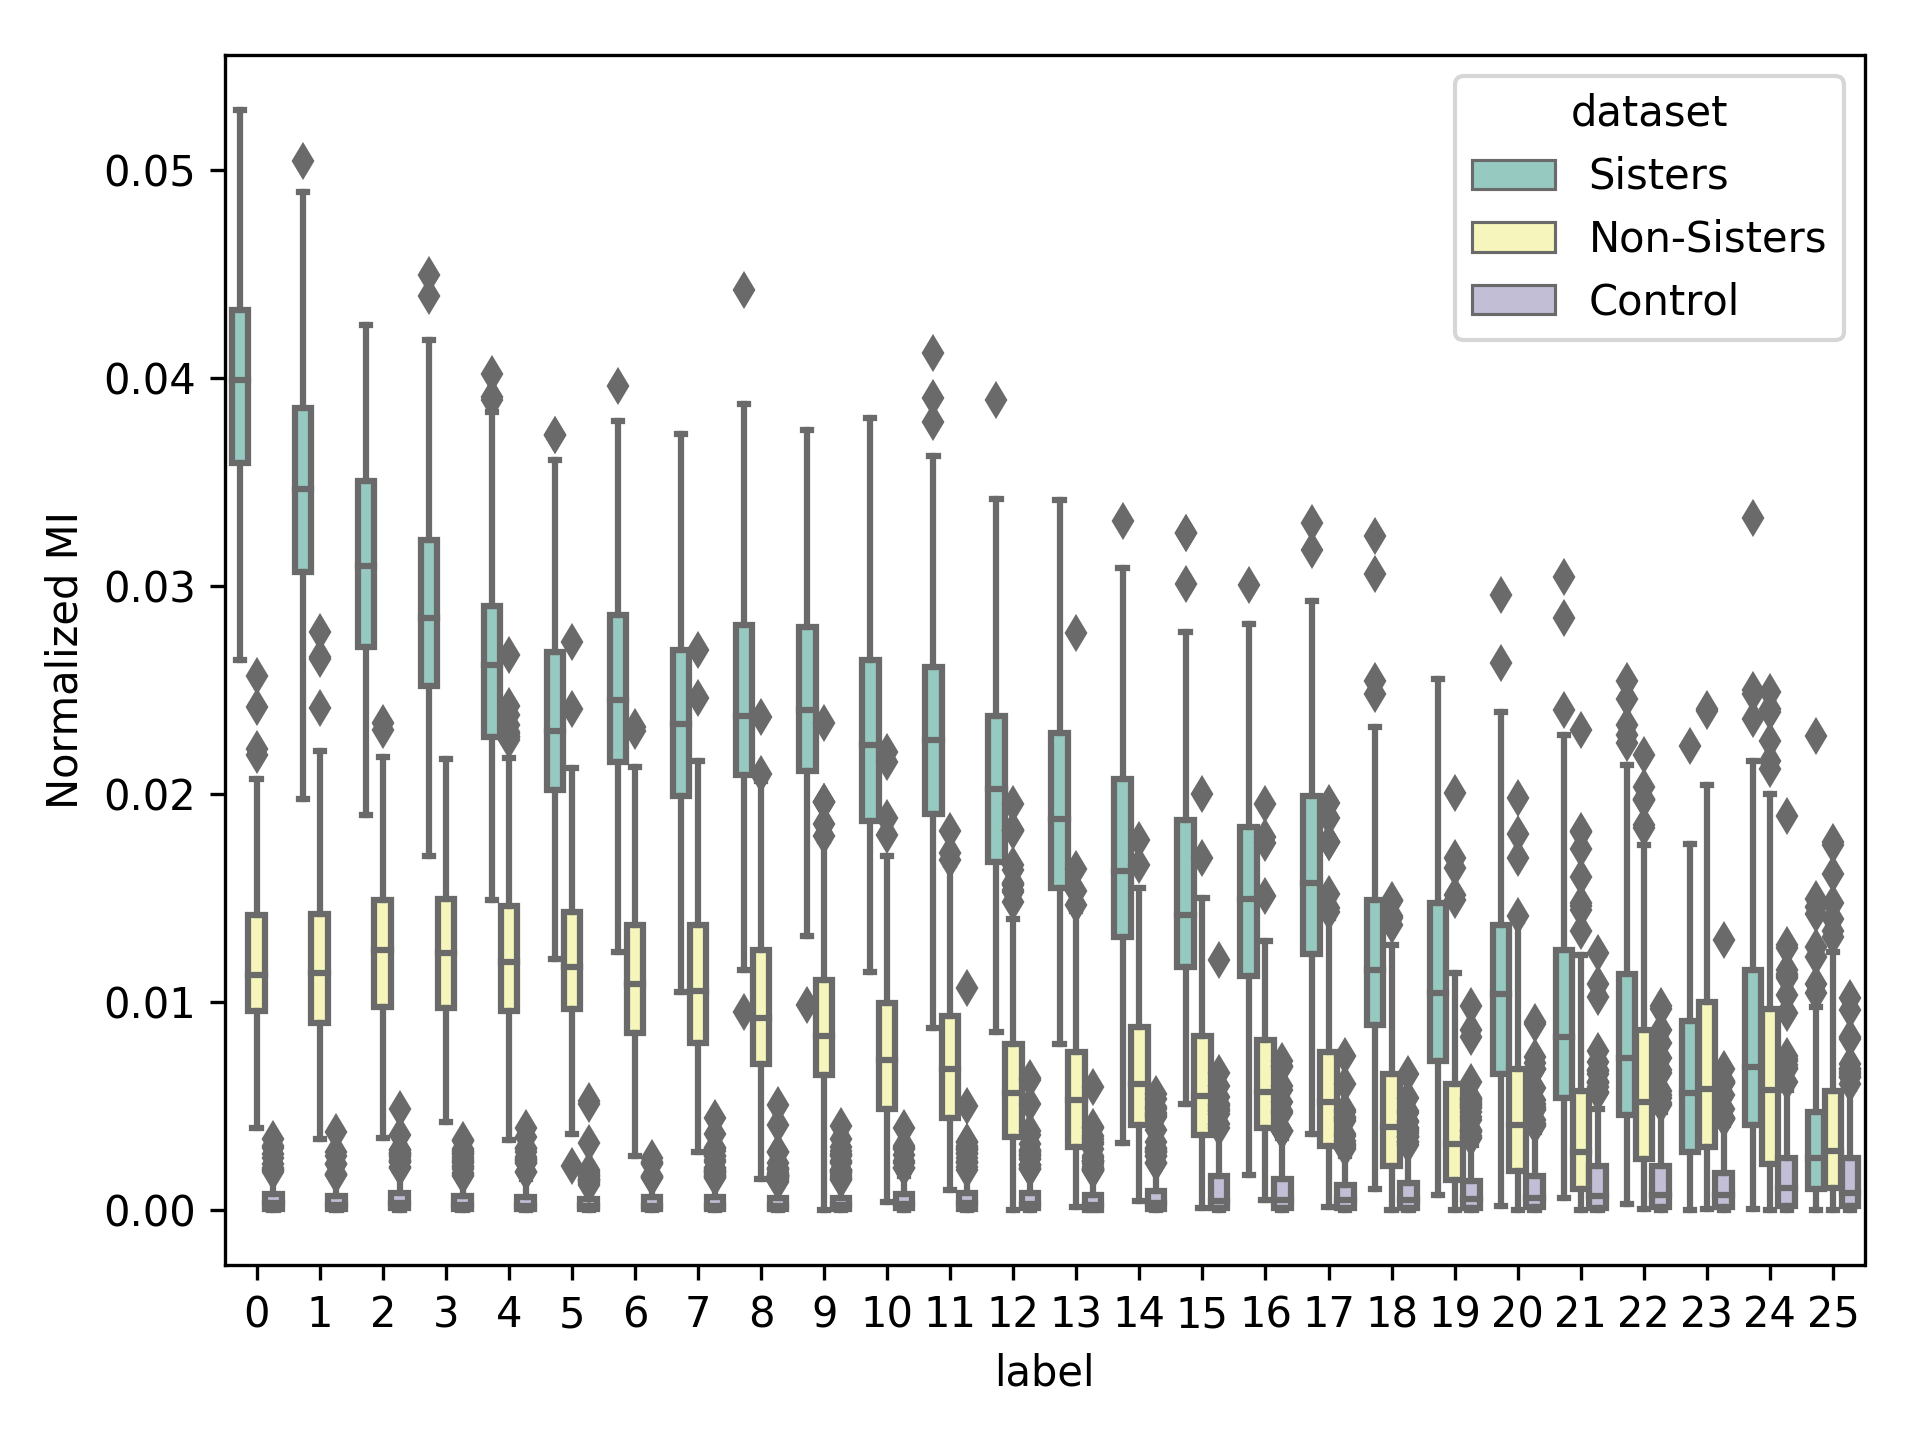 dataset
Sisters
Non-Sisters
Control
Normalized MI
0.05
0.04
0.03
0.02
0.01
0.00
0 1 2 3 4 5 6 7 8 9 10 11 12 13 14 15 16 17 18 19 20 21 22 23 24 25
label